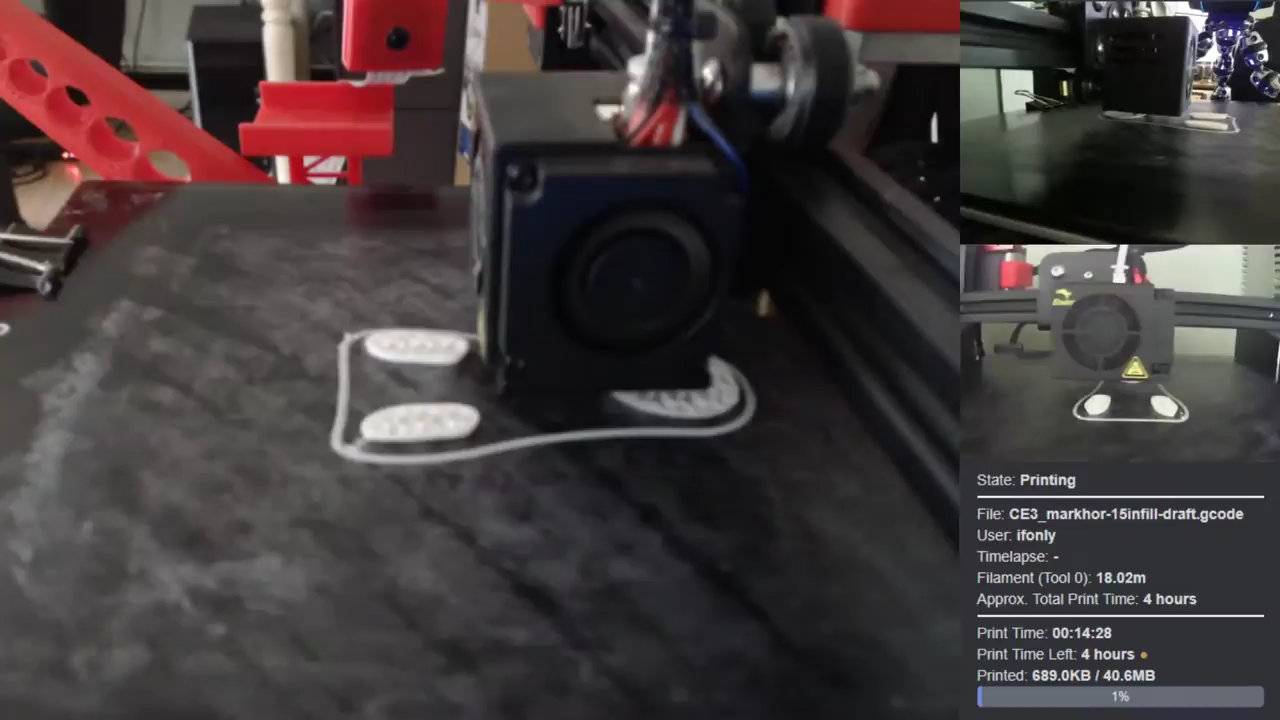 State: Printing
File: CE3_markhor-15infill-draft.gcode
User: ifonly
Timelapse: -
Filament (Tool 0): 18.02m
Approx. Total Print Time: 4 hours
Print Time: 00:14:28
Print Time Left: 4 hours
Printed: 689.0KB / 40.6MB
1%